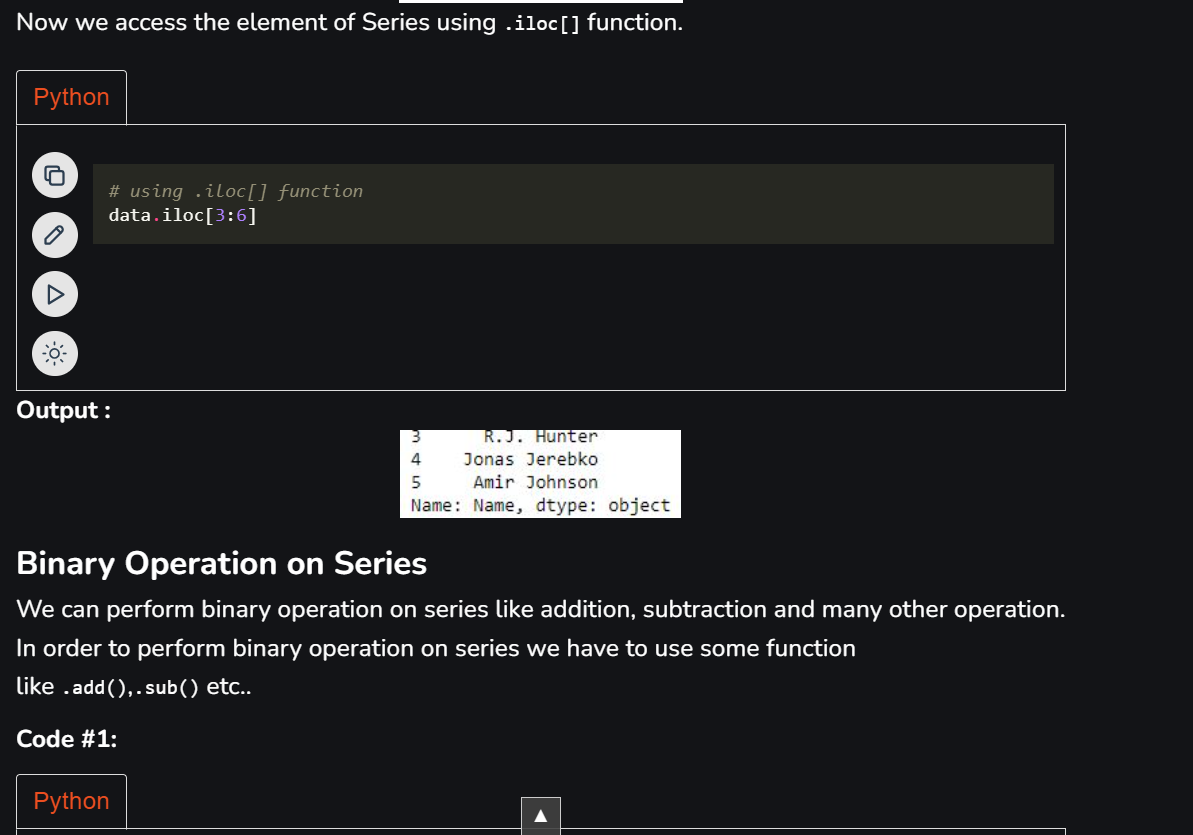 Now we access the element of Series using .iloc[] function.
Python
# using .iloc[] function
data.iloc[3:6]
Output :
3 R.J. Hunter
4 Jonas Jerebko
5 Amir Johnson
Name: Name, dtype: object
Binary Operation on Series
We can perform binary operation on series like addition, subtraction and many other operation.
In order to perform binary operation on series we have to use some function
like .add(),.sub() etc..
Code #1:
Python